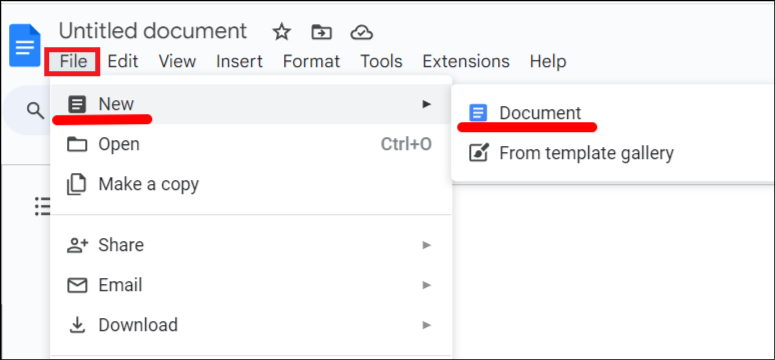 Untitled document
File Edit View Insert Format Tools Extensions Help
New
Document
Open Ctrl+O
From template gallery
Make a copy
Share
Email
Download